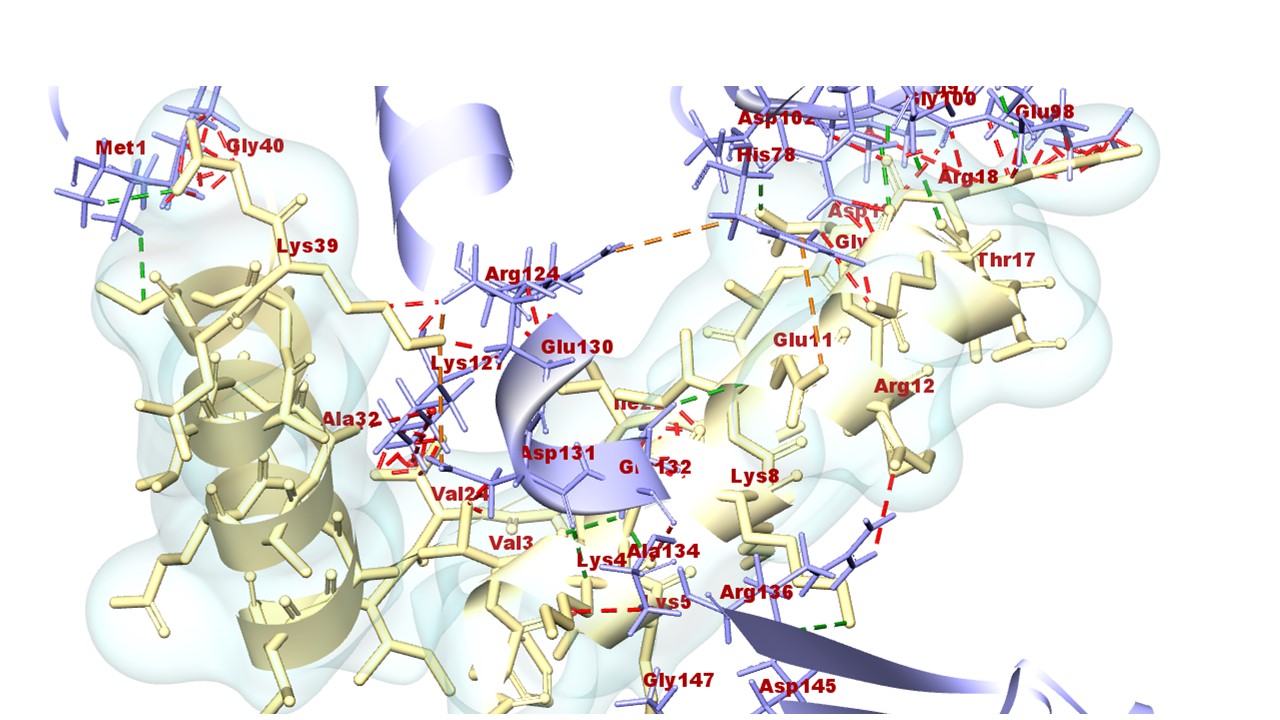 Asp102
Gly100
Glu98
Met1
Gly40
His78
Arg18
Lys39
Thr17
Arg124
Glu130
Glu11
Lys127
Arg12
Ala32
Asp131
Lys8
Val24
Val3
Lys4
Ala134
Arg136
Gly147
Asp145